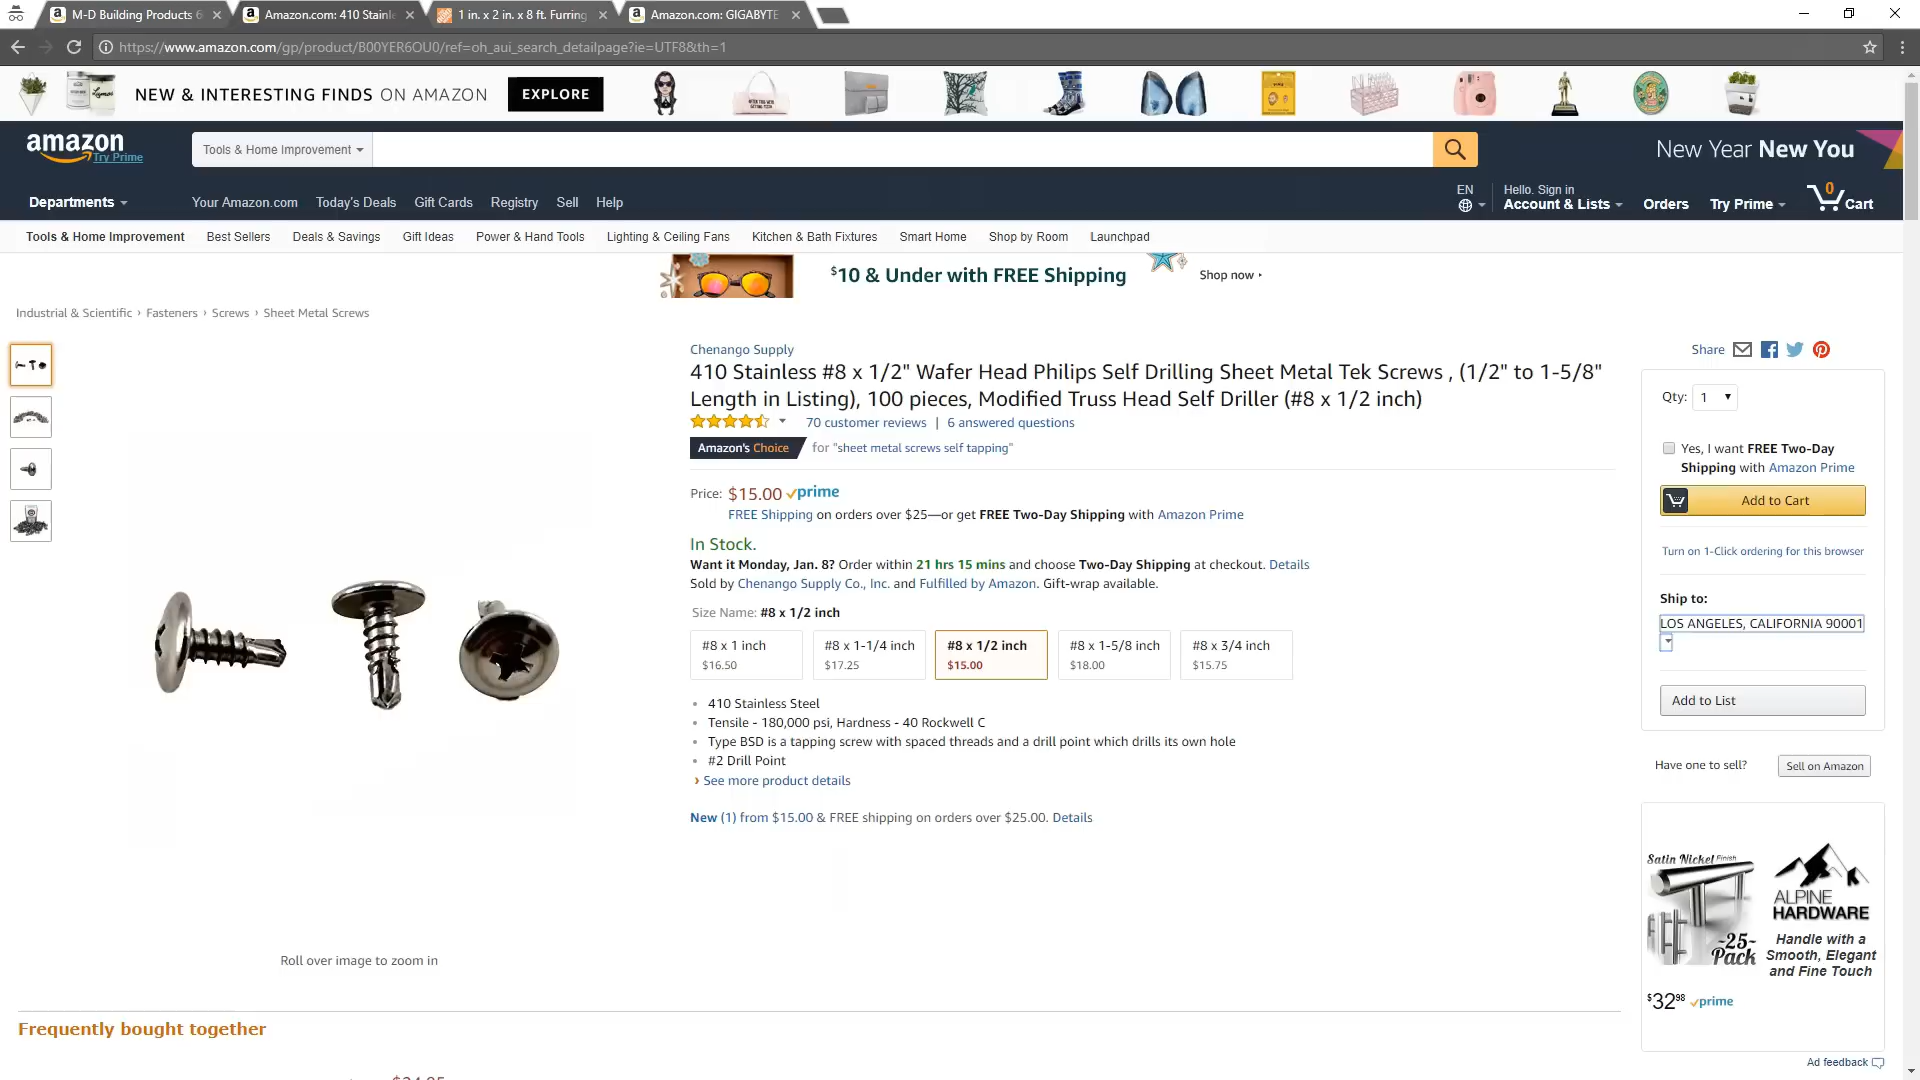 M-D Building Products 6
Amazon.com: 410 Stainle
1 in. x 2 in. x 8 ft. Furring
Amazon.com: GIGABYTE
https://www.amazon.com/gp/product/B00YER6OU0/ref=oh_aui_search_detailpage?ie=UTF8&th=1
NEW & INTERESTING FINDS ON AMAZON
EXPLORE
amazon
Try Prime
Tools & Home Improvement
New Year New You
Departments
Your Amazon.com
Today's Deals
Gift Cards
Registry
Sell
Help
EN
Hello. Sign in
Account & Lists
Orders
Try Prime
0
Cart
Tools & Home Improvement
Best Sellers
Deals & Savings
Gift Ideas
Power & Hand Tools
Lighting & Ceiling Fans
Kitchen & Bath Fixtures
Smart Home
Shop by Room
Launchpad
$10 & Under with FREE Shipping
Shop now ›
Industrial & Scientific › Fasteners › Screws › Sheet Metal Screws
Chenango Supply
410 Stainless #8 x 1/2" Wafer Head Philips Self Drilling Sheet Metal Tek Screws , (1/2" to 1-5/8"
Length in Listing), 100 pieces, Modified Truss Head Self Driller (#8 x 1/2 inch)
70 customer reviews | 6 answered questions
Amazon's Choice for "sheet metal screws self tapping"
Price: $15.00 prime
FREE Shipping on orders over $25—or get FREE Two-Day Shipping with Amazon Prime
In Stock.
Want it Monday, Jan. 8? Order within 21 hrs 15 mins and choose Two-Day Shipping at checkout. Details
Sold by Chenango Supply Co., Inc. and Fulfilled by Amazon. Gift-wrap available.
Size Name: #8 x 1/2 inch
#8 x 1 inch
$16.50
#8 x 1-1/4 inch
$17.25
#8 x 1/2 inch
$15.00
#8 x 1-5/8 inch
$18.00
#8 x 3/4 inch
$15.75
410 Stainless Steel
Tensile - 180,000 psi, Hardness - 40 Rockwell C
Type BSD is a tapping screw with spaced threads and a drill point which drills its own hole
#2 Drill Point
› See more product details
New (1) from $15.00 & FREE shipping on orders over $25.00. Details
Roll over image to zoom in
Frequently bought together
Share
Qty: 1
Yes, I want FREE Two-Day
Shipping with Amazon Prime
Add to Cart
Turn on 1-Click ordering for this browser
Ship to:
LOS ANGELES, CALIFORNIA 90001
Add to List
Have one to sell?
Sell on Amazon
Satin Nickel Finish
~25~
Pack
ALPINE
HARDWARE
Handle with a
Smooth, Elegant
and Fine Touch
$32.98 prime
Ad feedback